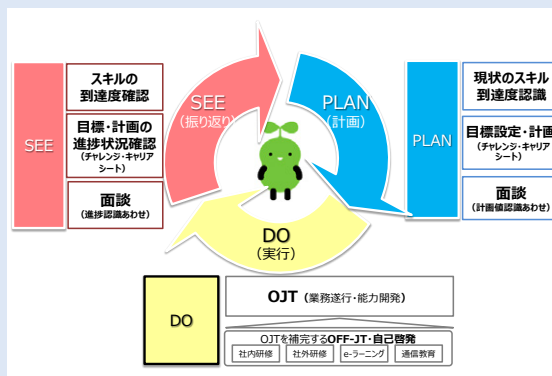 SEE
スキルの
到達度確認
目標・計画の
進捗状況確認
(チャレンジ・キャリア
シート)
面談
(進捗認識あわせ)
SEE
(振り返り)
PLAN
(計画)
DO
(実行)
PLAN
現状のスキル
到達度認識
目標設定・計画
(チャレンジ・キャリア
シート)
面談
(計画値認識あわせ)
DO
OJT (業務遂行・能力開発)
OJTを補完するOFF-JT・自己啓発
社内研修 社外研修 e-ラーニング 通信教育